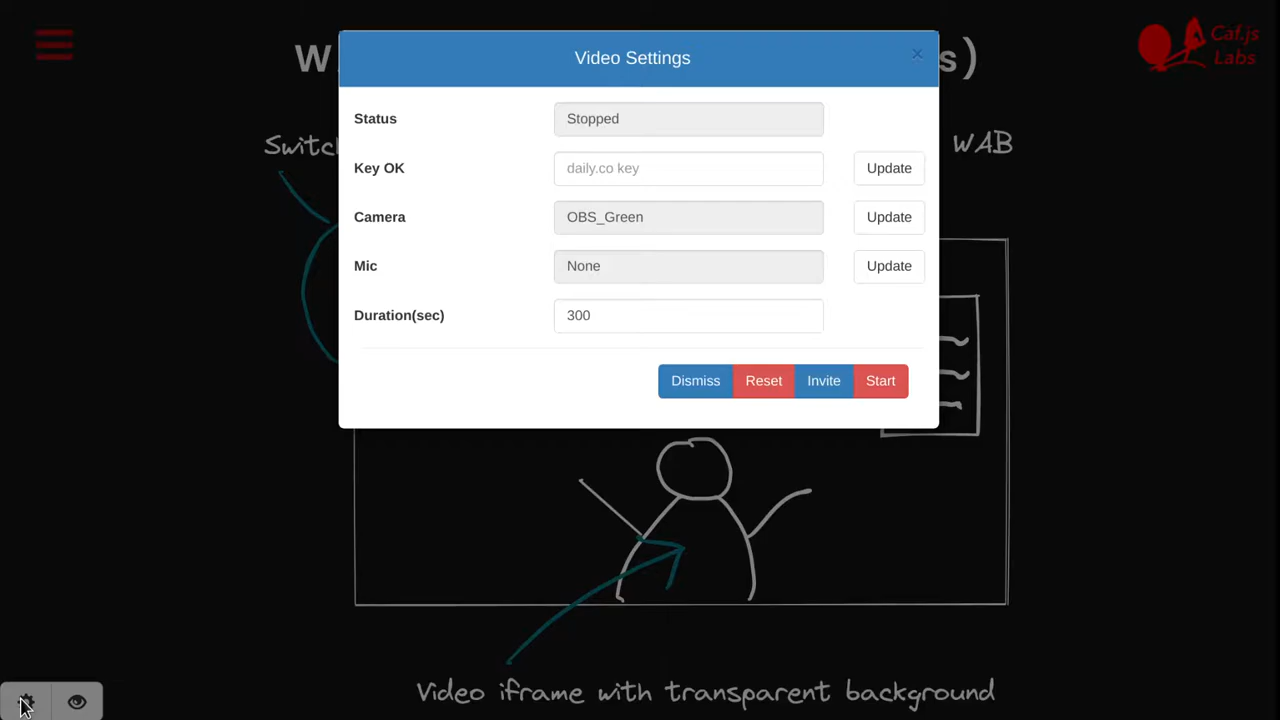 Caf.js
Labs
W
s)
Video Settings
×
Status
Stopped
Switc
WAB
Key OK
daily.co key
Update
Camera
OBS_Green
Update
Mic
None
Update
Duration(sec)
300
Dismiss
Reset
Invite
Start
Video iframe with transparent background